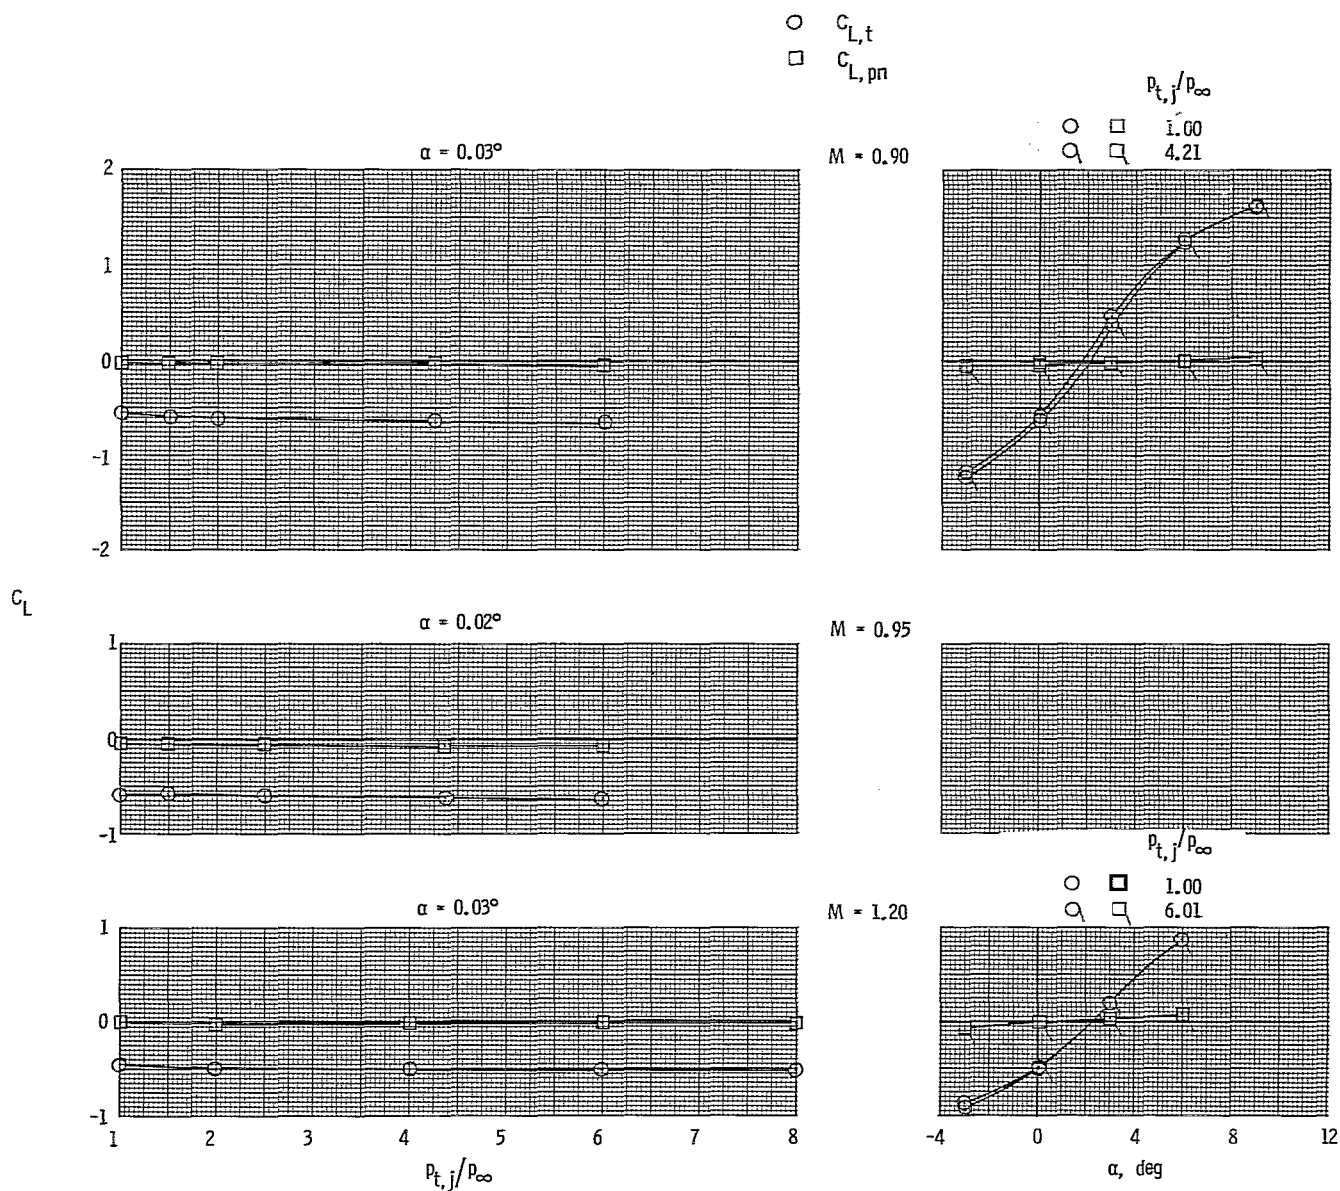 C_L,t
C_L,pn
p_t,j/p_∞
1.00
4.21
α = 0.03°
M = 0.90
2
1
0
-1
-2
C_L
α = 0.02°
M = 0.95
1
0
-1
p_t,j/p_∞
1.00
6.01
α = 0.03°
M = 1.20
1
0
-1
1 2 3 4 5 6 7 8
p_t,j/p_∞
-4 0 4 8 12
α, deg